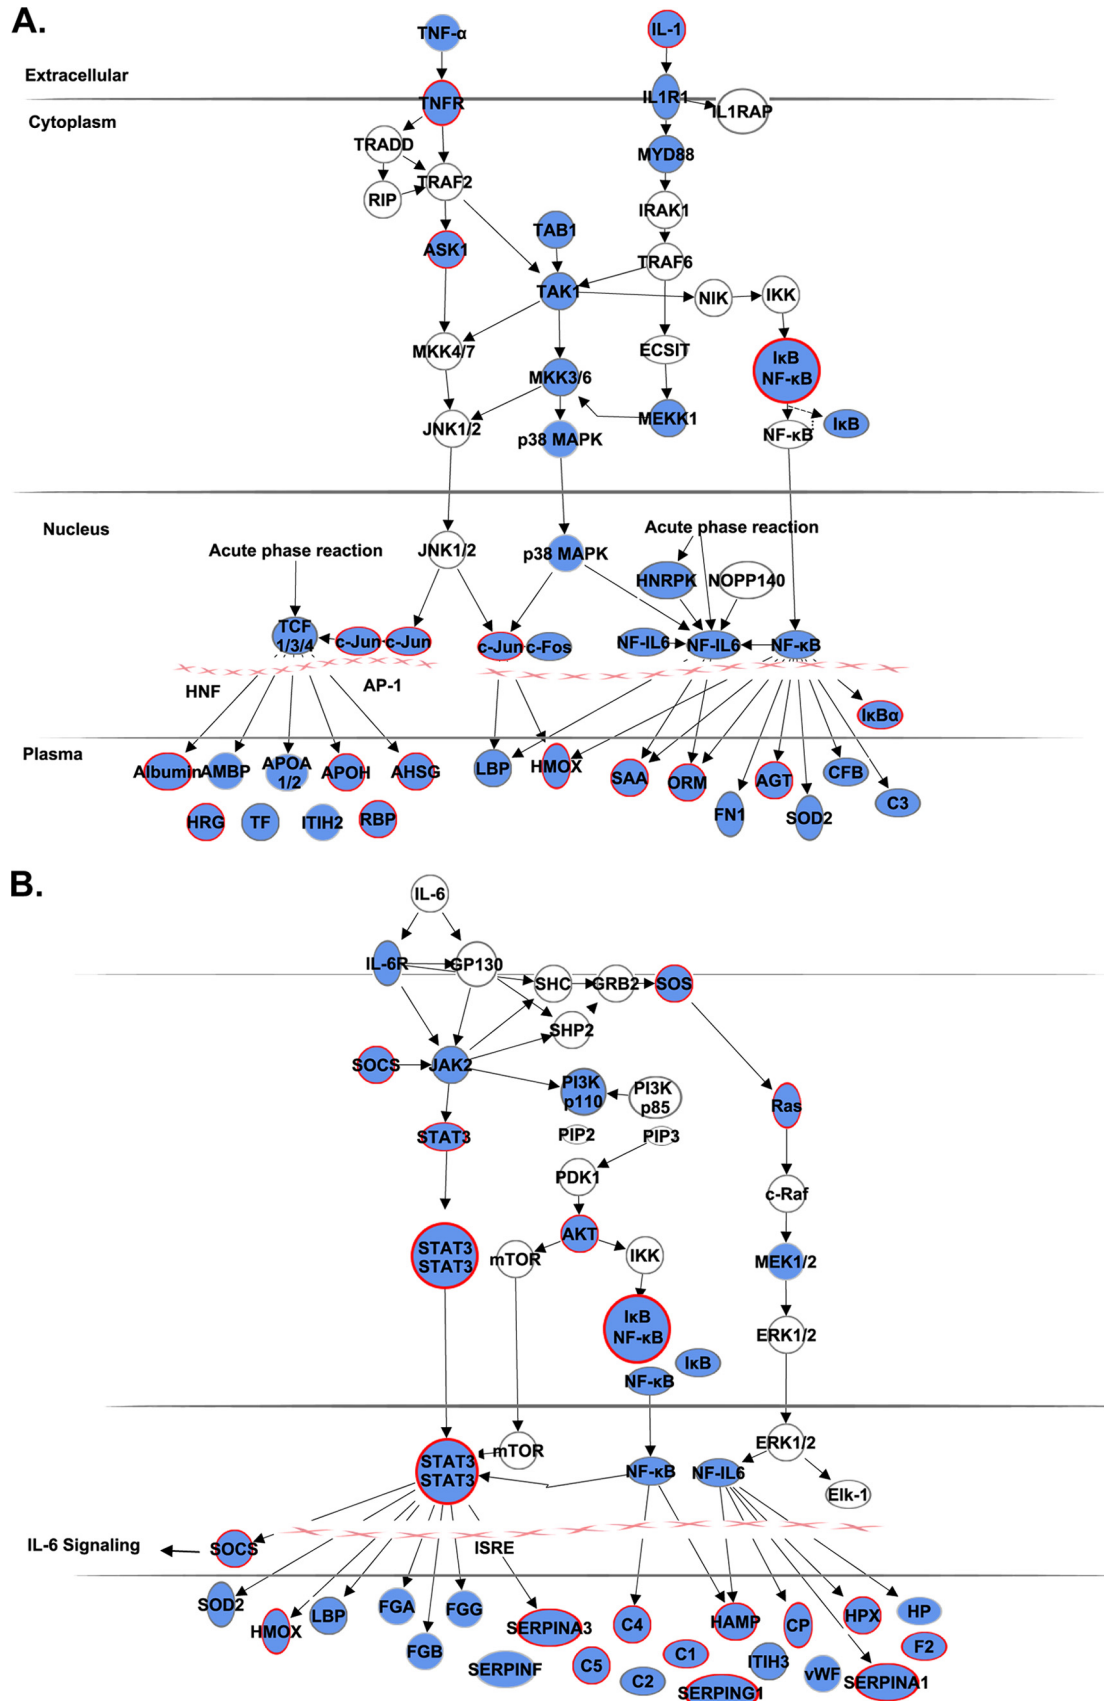 A.
TNF-α
IL-1
Extracellular
TNFR
IL1R1
IL1RAP
Cytoplasm
TRADD
MYD88
TRAF2
RIP
IRAK1
TAB1
ASK1
TRAF6
TAK1
NIK
IKK
MKK4/7
ECSIT
IκB
NF-κB
MKK3/6
MEKK1
IκB
JNK1/2
p38 MAPK
NF-κB
Nucleus
Acute phase reaction
Acute phase reaction
JNK1/2
p38 MAPK
HNRPK
NOPP140
TCF
1/3/4
c-Jun
c-Jun
c-Jun
c-Fos
NF-IL6
NF-IL6
NF-κB
HNF
AP-1
IκBα
Plasma
Albumin
AMBP
APOA
1/2
APOH
AHSG
LBP
HMOX
SAA
ORM
AGT
CFB
C3
FN1
SOD2
HRG
TF
ITIH2
RBP
B.
IL-6
IL-6R
GP130
SHC
GRB2
SOS
SHP2
SOCS
JAK2
PI3K
p110
PI3K
p85
Ras
STAT3
PIP2
PIP3
PDK1
c-Raf
AKT
STAT3
STAT3
mTOR
IKK
MEK1/2
IκB
NF-κB
ERK1/2
IκB
NF-κB
ERK1/2
STAT3
STAT3
mTOR
NF-κB
NF-IL6
Elk-1
IL-6 Signaling
SOCS
ISRE
SOD2
HMOX
LBP
FGA
FGG
FGB
SERPINA3
SERPINF
C4
C5
C2
C1
HAMP
SERPING1
CP
ITIH3
vWF
HPX
HP
F2
SERPINA1